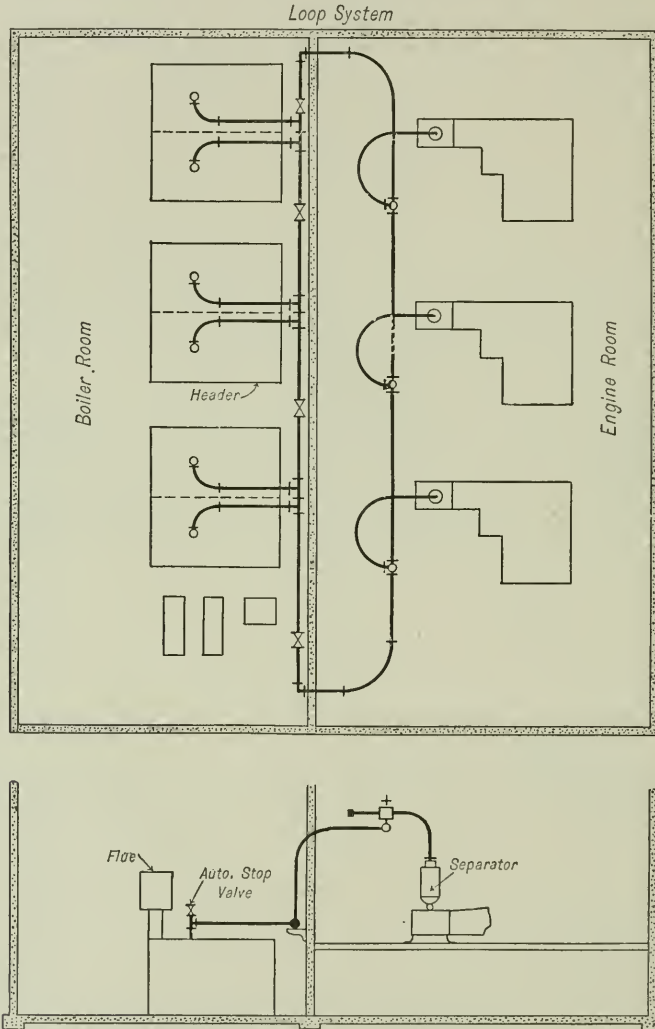 Loop System
Boiler Room
Header
Engine Room
Flue
Auto. Stop
Valve
Separator